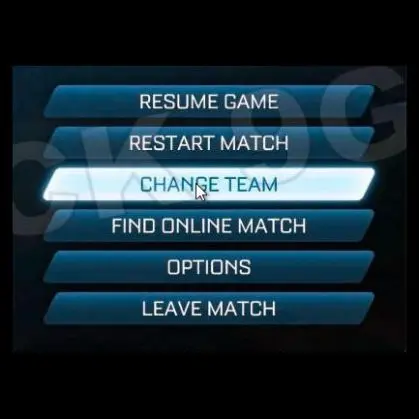 RESUME GAME
RESTART MATCH
CHANGE TEAM
FIND ONLINE MATCH
OPTIONS
LEAVE MATCH